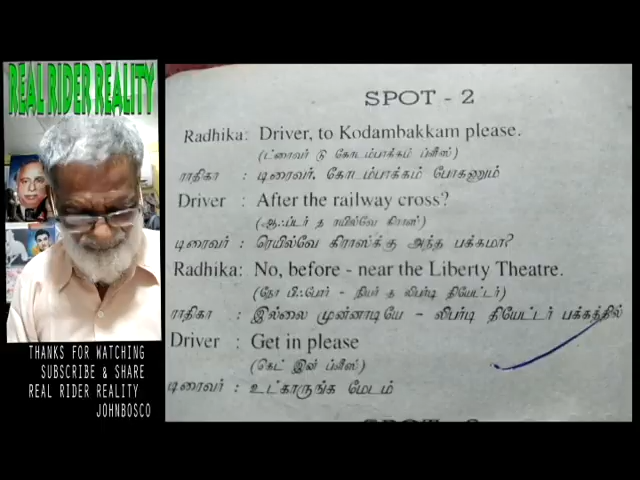 REAL RIDER REALITY
SPOT - 2
Radhika: Driver, to Kodambakkam please.
(ட்ரைவர் டு கோடம்பாக்கம் ப்ளீஸ்)
ராதிகா : டிரைவர், கோடம்பாக்கம் போகணும்
Driver : After the railway cross?
(ஆஃப்டர் த ரயில்வே கிராஸ்)
டிரைவர் : ரெயில்வே கிராஸ்க்கு அந்த பக்கமா?
Radhika: No, before - near the Liberty Theatre.
(நோ பிஃபோர் - நியர் த லிபர்டி தியேட்டர்)
ராதிகா : இல்லை முன்னாடியே - லிபர்டி தியேட்டர் பக்கத்தில்
Driver : Get in please
(கெட் இன் ப்ளீஸ்)
டிரைவர் : உட்காருங்க மேடம்
THANKS FOR WATCHING
SUBSCRIBE & SHARE
REAL RIDER REALITY
JOHNBOSCO